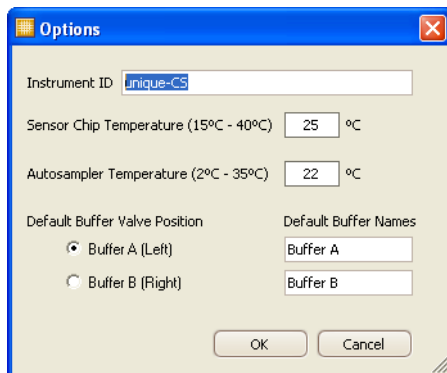 Options
Instrument ID unique-CS
Sensor Chip Temperature (15ºC - 40ºC) 25 ºC
Autosampler Temperature (2ºC - 35ºC) 22 ºC
Default Buffer Valve Position Default Buffer Names
Buffer A (Left) Buffer A
Buffer B (Right) Buffer B
OK Cancel